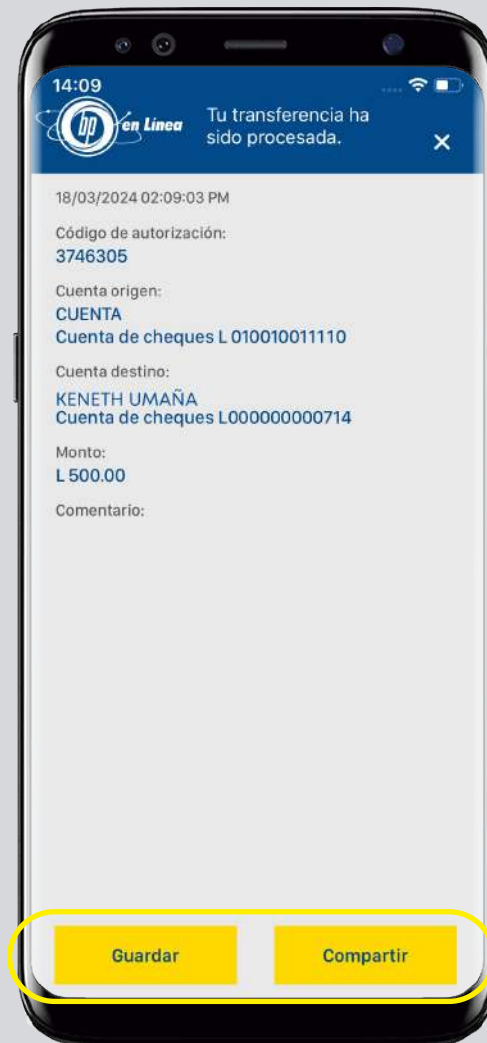 14:09
bp en Línea
Tu transferencia ha
sido procesada.
18/03/2024 02:09:03 PM
Código de autorización:
3746305
Cuenta origen:
CUENTA
Cuenta de cheques L 010010011110
Cuenta destino:
KENETH UMAÑA
Cuenta de cheques L000000000714
Monto:
L 500.00
Comentario:
Guardar
Compartir